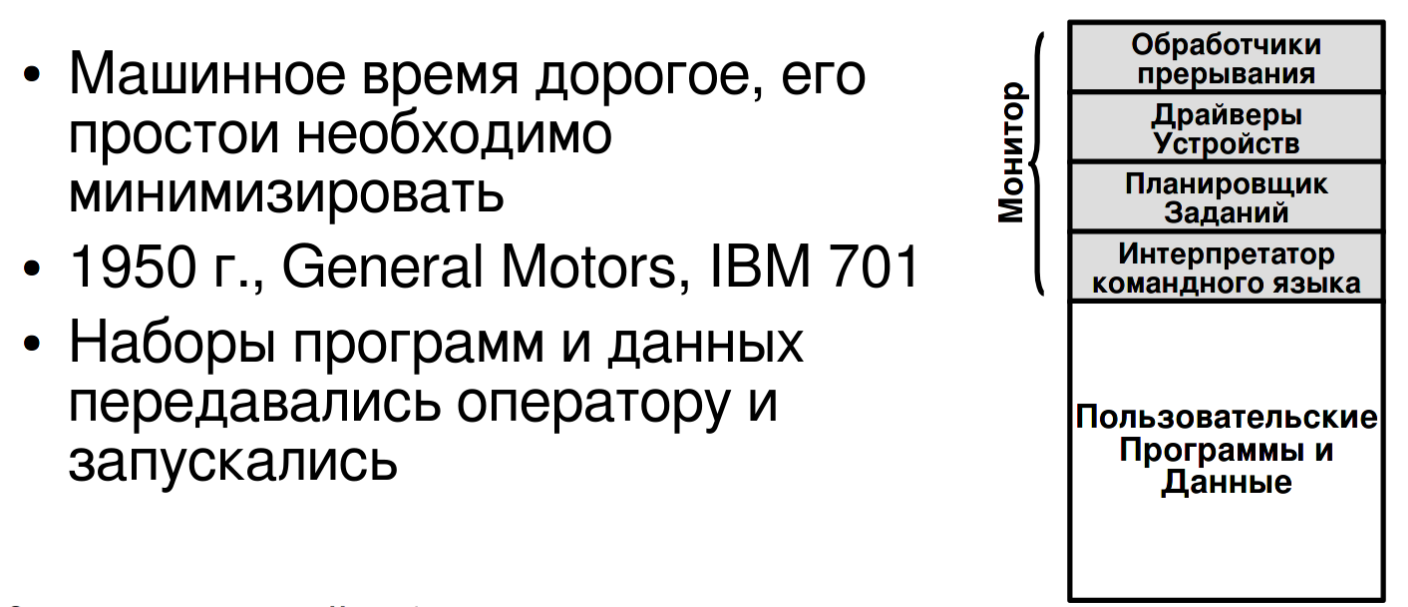 • Машинное время дорогое, его
простои необходимо
минимизировать
• 1950 г., General Motors, IBM 701
• Наборы программ и данных
передавались оператору и
запускались
Монитор
Обработчики
прерывания
Драйверы
Устройств
Планировщик
Заданий
Интерпретатор
командного языка
Пользовательские
Программы и
Данные